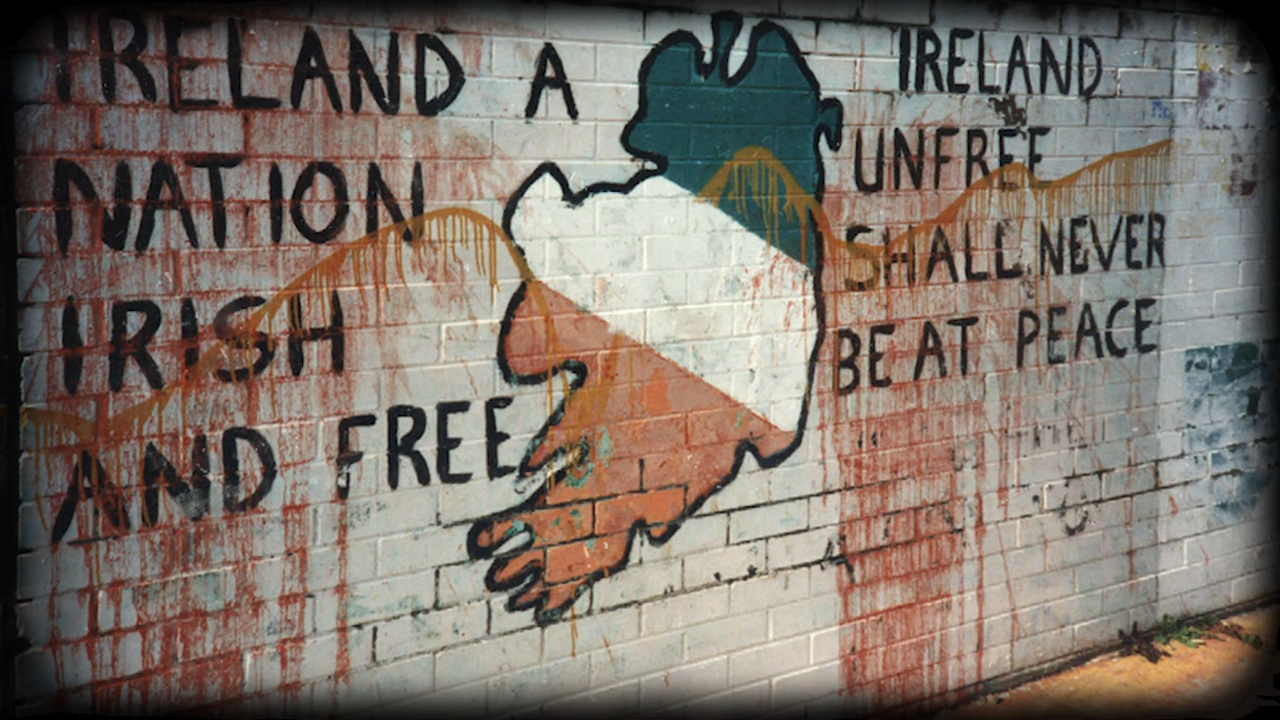 IRELAND A
NATION
IRISH
AND FREE
IRELAND
UNFREE
SHALL NEVER
BE AT PEACE